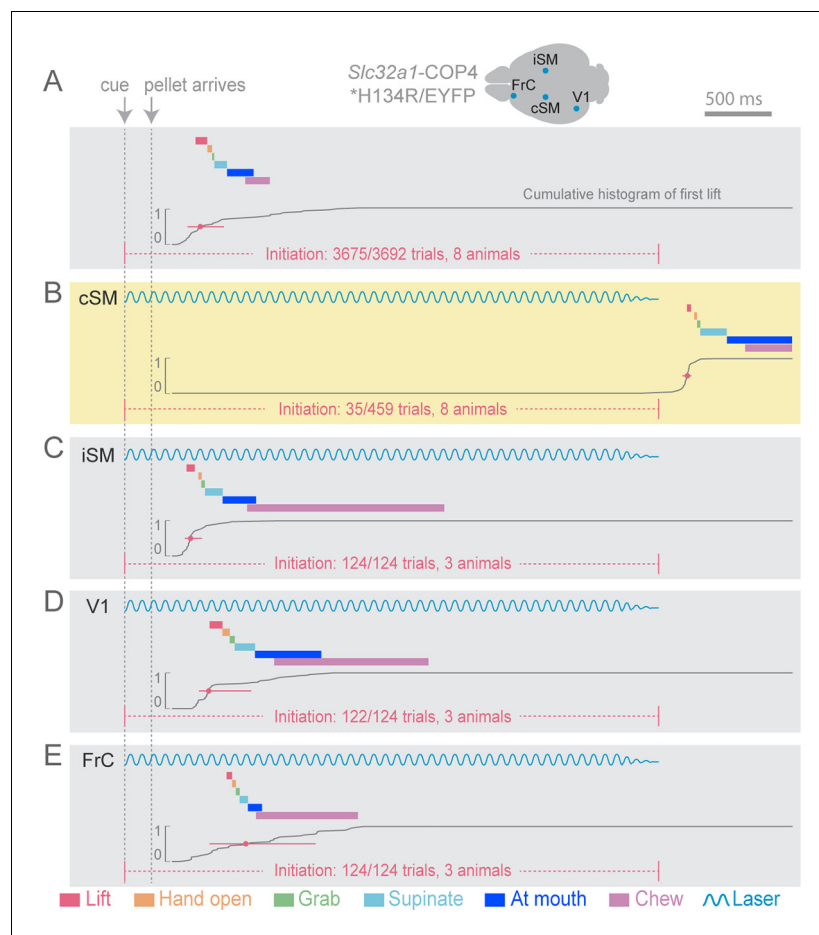 A
cue
pellet arrives
Slc32a1-COP4
*H134R/EYFP
iSM
FrC
cSM
V1
500 ms
1
0
Cumulative histogram of first lift
Initiation: 3675/3692 trials, 8 animals
B
cSM
1
0
Initiation: 35/459 trials, 8 animals
C
iSM
1
0
Initiation: 124/124 trials, 3 animals
D
V1
1
0
Initiation: 122/124 trials, 3 animals
E
FrC
1
0
Initiation: 124/124 trials, 3 animals
Lift Hand open Grab Supinate At mouth Chew Laser